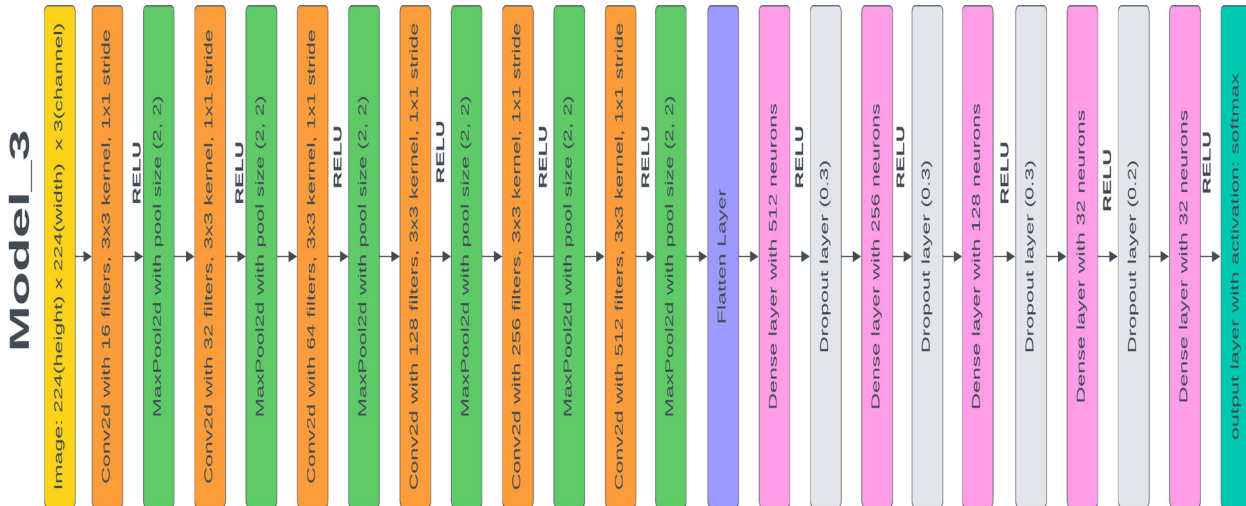 Model_3
Image: 224(height) x 224(width) x 3(channel)
Conv2d with 16 filters, 3x3 kernel, 1x1 stride
RELU
MaxPool2d with pool size (2, 2)
Conv2d with 32 filters, 3x3 kernel, 1x1 stride
RELU
MaxPool2d with pool size (2, 2)
Conv2d with 64 filters, 3x3 kernel, 1x1 stride
RELU
MaxPool2d with pool size (2, 2)
Conv2d with 128 filters, 3x3 kernel, 1x1 stride
RELU
MaxPool2d with pool size (2, 2)
Conv2d with 256 filters, 3x3 kernel, 1x1 stride
RELU
MaxPool2d with pool size (2, 2)
Conv2d with 512 filters, 3x3 kernel, 1x1 stride
RELU
MaxPool2d with pool size (2, 2)
Flatten Layer
Dense layer with 512 neurons
RELU
Dropout layer (0.3)
Dense layer with 256 neurons
RELU
Dropout layer (0.3)
Dense layer with 128 neurons
RELU
Dropout layer (0.3)
Dense layer with 32 neurons
RELU
Dropout layer (0.2)
Dense layer with 32 neurons
RELU
output layer with activation: softmax